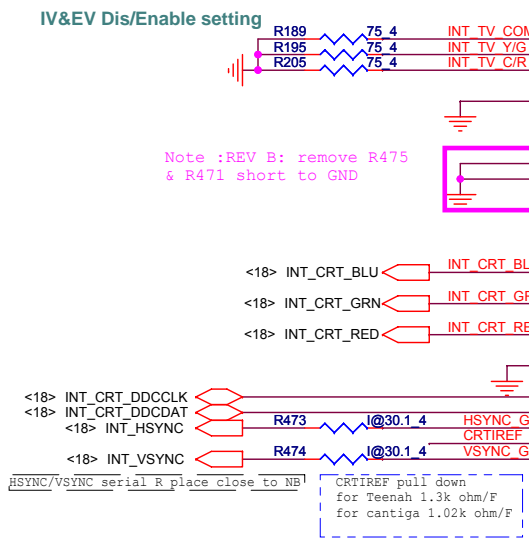 IV&EV Dis/Enable setting
R189 75_4 INT_TV_COM
R195 75_4 INT_TV_Y/G
R205 75_4 INT_TV_C/R
Note :REV B: remove R475
& R471 short to GND
<18> INT_CRT_BLU INT_CRT_BL
<18> INT_CRT_GRN INT_CRT_GR
<18> INT_CRT_RED INT_CRT_RE
<18> INT_CRT_DDCCLK
<18> INT_CRT_DDCDAT
<18> INT_HSYNC R473 I@30.1_4 HSYNC_G
CRTIREF
<18> INT_VSYNC R474 I@30.1_4 VSYNC_G
HSYNC/VSYNC serial R place close to NB
CRTIREF pull down
for Teenah 1.3k ohm/F
for cantiga 1.02k ohm/F